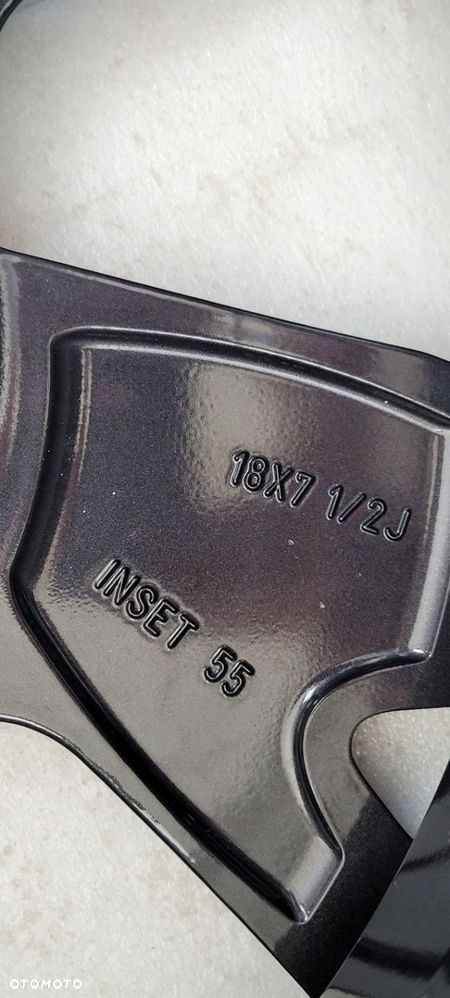 18X7 1/2J
INSET 55
OTOMOTO